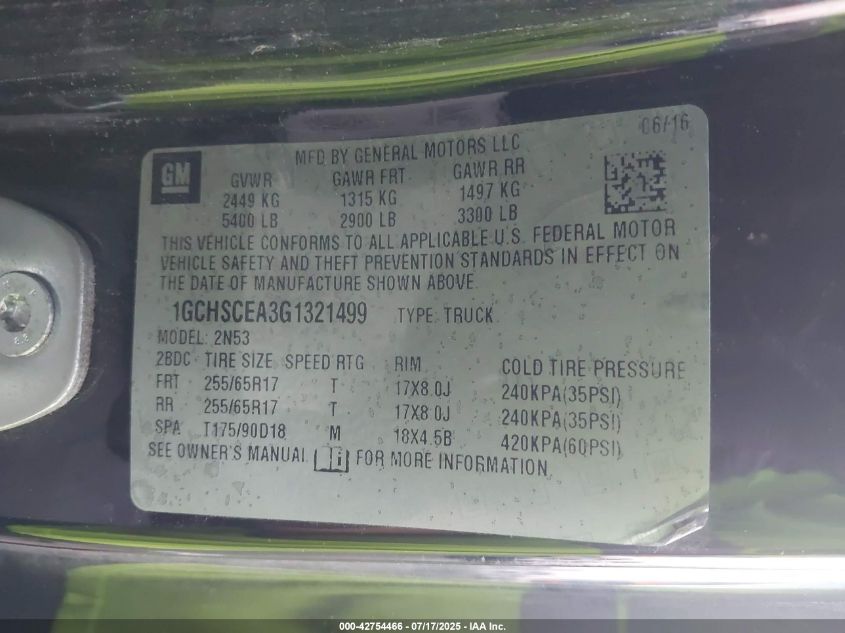 GM
MFD BY GENERAL MOTORS LLC
06/16
GVWR GAWR FRT GAWR RR
2449 KG 1315 KG 1497 KG
5400 LB 2900 LB 3300 LB
THIS VEHICLE CONFORMS TO ALL APPLICABLE U.S. FEDERAL MOTOR
VEHICLE SAFETY AND THEFT PREVENTION STANDARDS IN EFFECT ON
THE DATE OF MANUFACTURE SHOWN ABOVE.
1GCHSCEA3G1321499 TYPE: TRUCK
MODEL: 2N53
2BDC TIRE SIZE SPEED RTG RIM COLD TIRE PRESSURE
FRT 255/65R17 T 17X8.0J 240KPA(35PSI)
RR 255/65R17 T 17X8.0J 240KPA(35PSI)
SPA T175/90D18 M 18X4.5B 420KPA(60PSI)
SEE OWNER'S MANUAL FOR MORE INFORMATION.
000-42754466 - 07/17/2025 - IAA Inc.